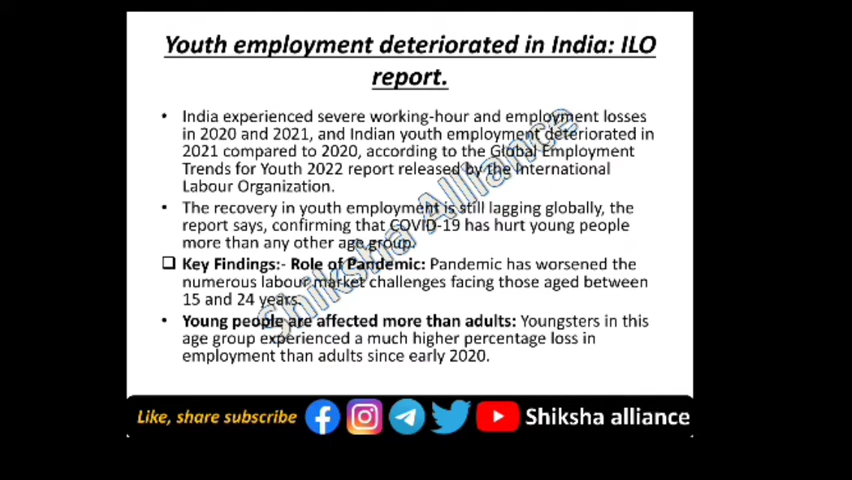 Youth employment deteriorated in India: ILO
report.
• India experienced severe working-hour and employment losses
in 2020 and 2021, and Indian youth employment deteriorated in
2021 compared to 2020, according to the Global Employment
Trends for Youth 2022 report released by the International
Labour Organization.
• The recovery in youth employment is still lagging globally, the
report says, confirming that COVID-19 has hurt young people
more than any other age group.
❑ Key Findings:- Role of Pandemic: Pandemic has worsened the
numerous labour market challenges facing those aged between
15 and 24 years.
• Young people are affected more than adults: Youngsters in this
age group experienced a much higher percentage loss in
employment than adults since early 2020.
Shiksha Alliance
Like, share subscribe
Shiksha alliance